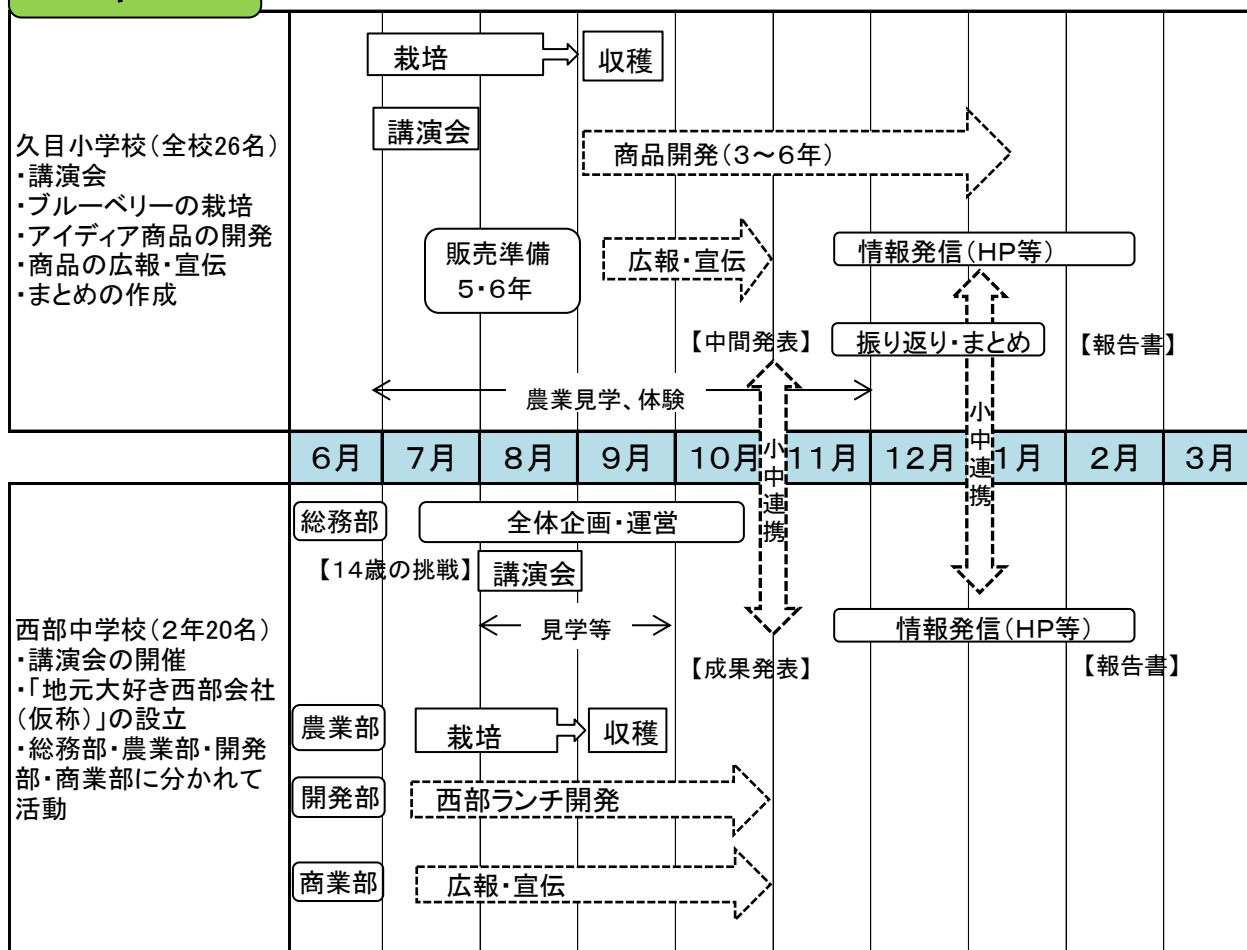 栽培
収穫
久目小学校(全校26名)
・講演会
・ブルーベリーの栽培
・アイディア商品の開発
・商品の広報・宣伝
・まとめの作成
講演会
商品開発(3～6年)
販売準備
5・6年
広報・宣伝
情報発信(HP等)
【中間発表】
振り返り・まとめ
【報告書】
農業見学、体験
小中連携
小中連携
6月
7月
8月
9月
10月
11月
12月
1月
2月
3月
総務部
全体企画・運営
【14歳の挑戦】
講演会
見学等
西部中学校(2年20名)
・講演会の開催
・「地元大好き西部会社
(仮称)」の設立
・総務部・農業部・開発
部・商業部に分かれて
活動
情報発信(HP等)
【成果発表】
【報告書】
農業部
栽培
収穫
開発部
西部ランチ開発
商業部
広報・宣伝